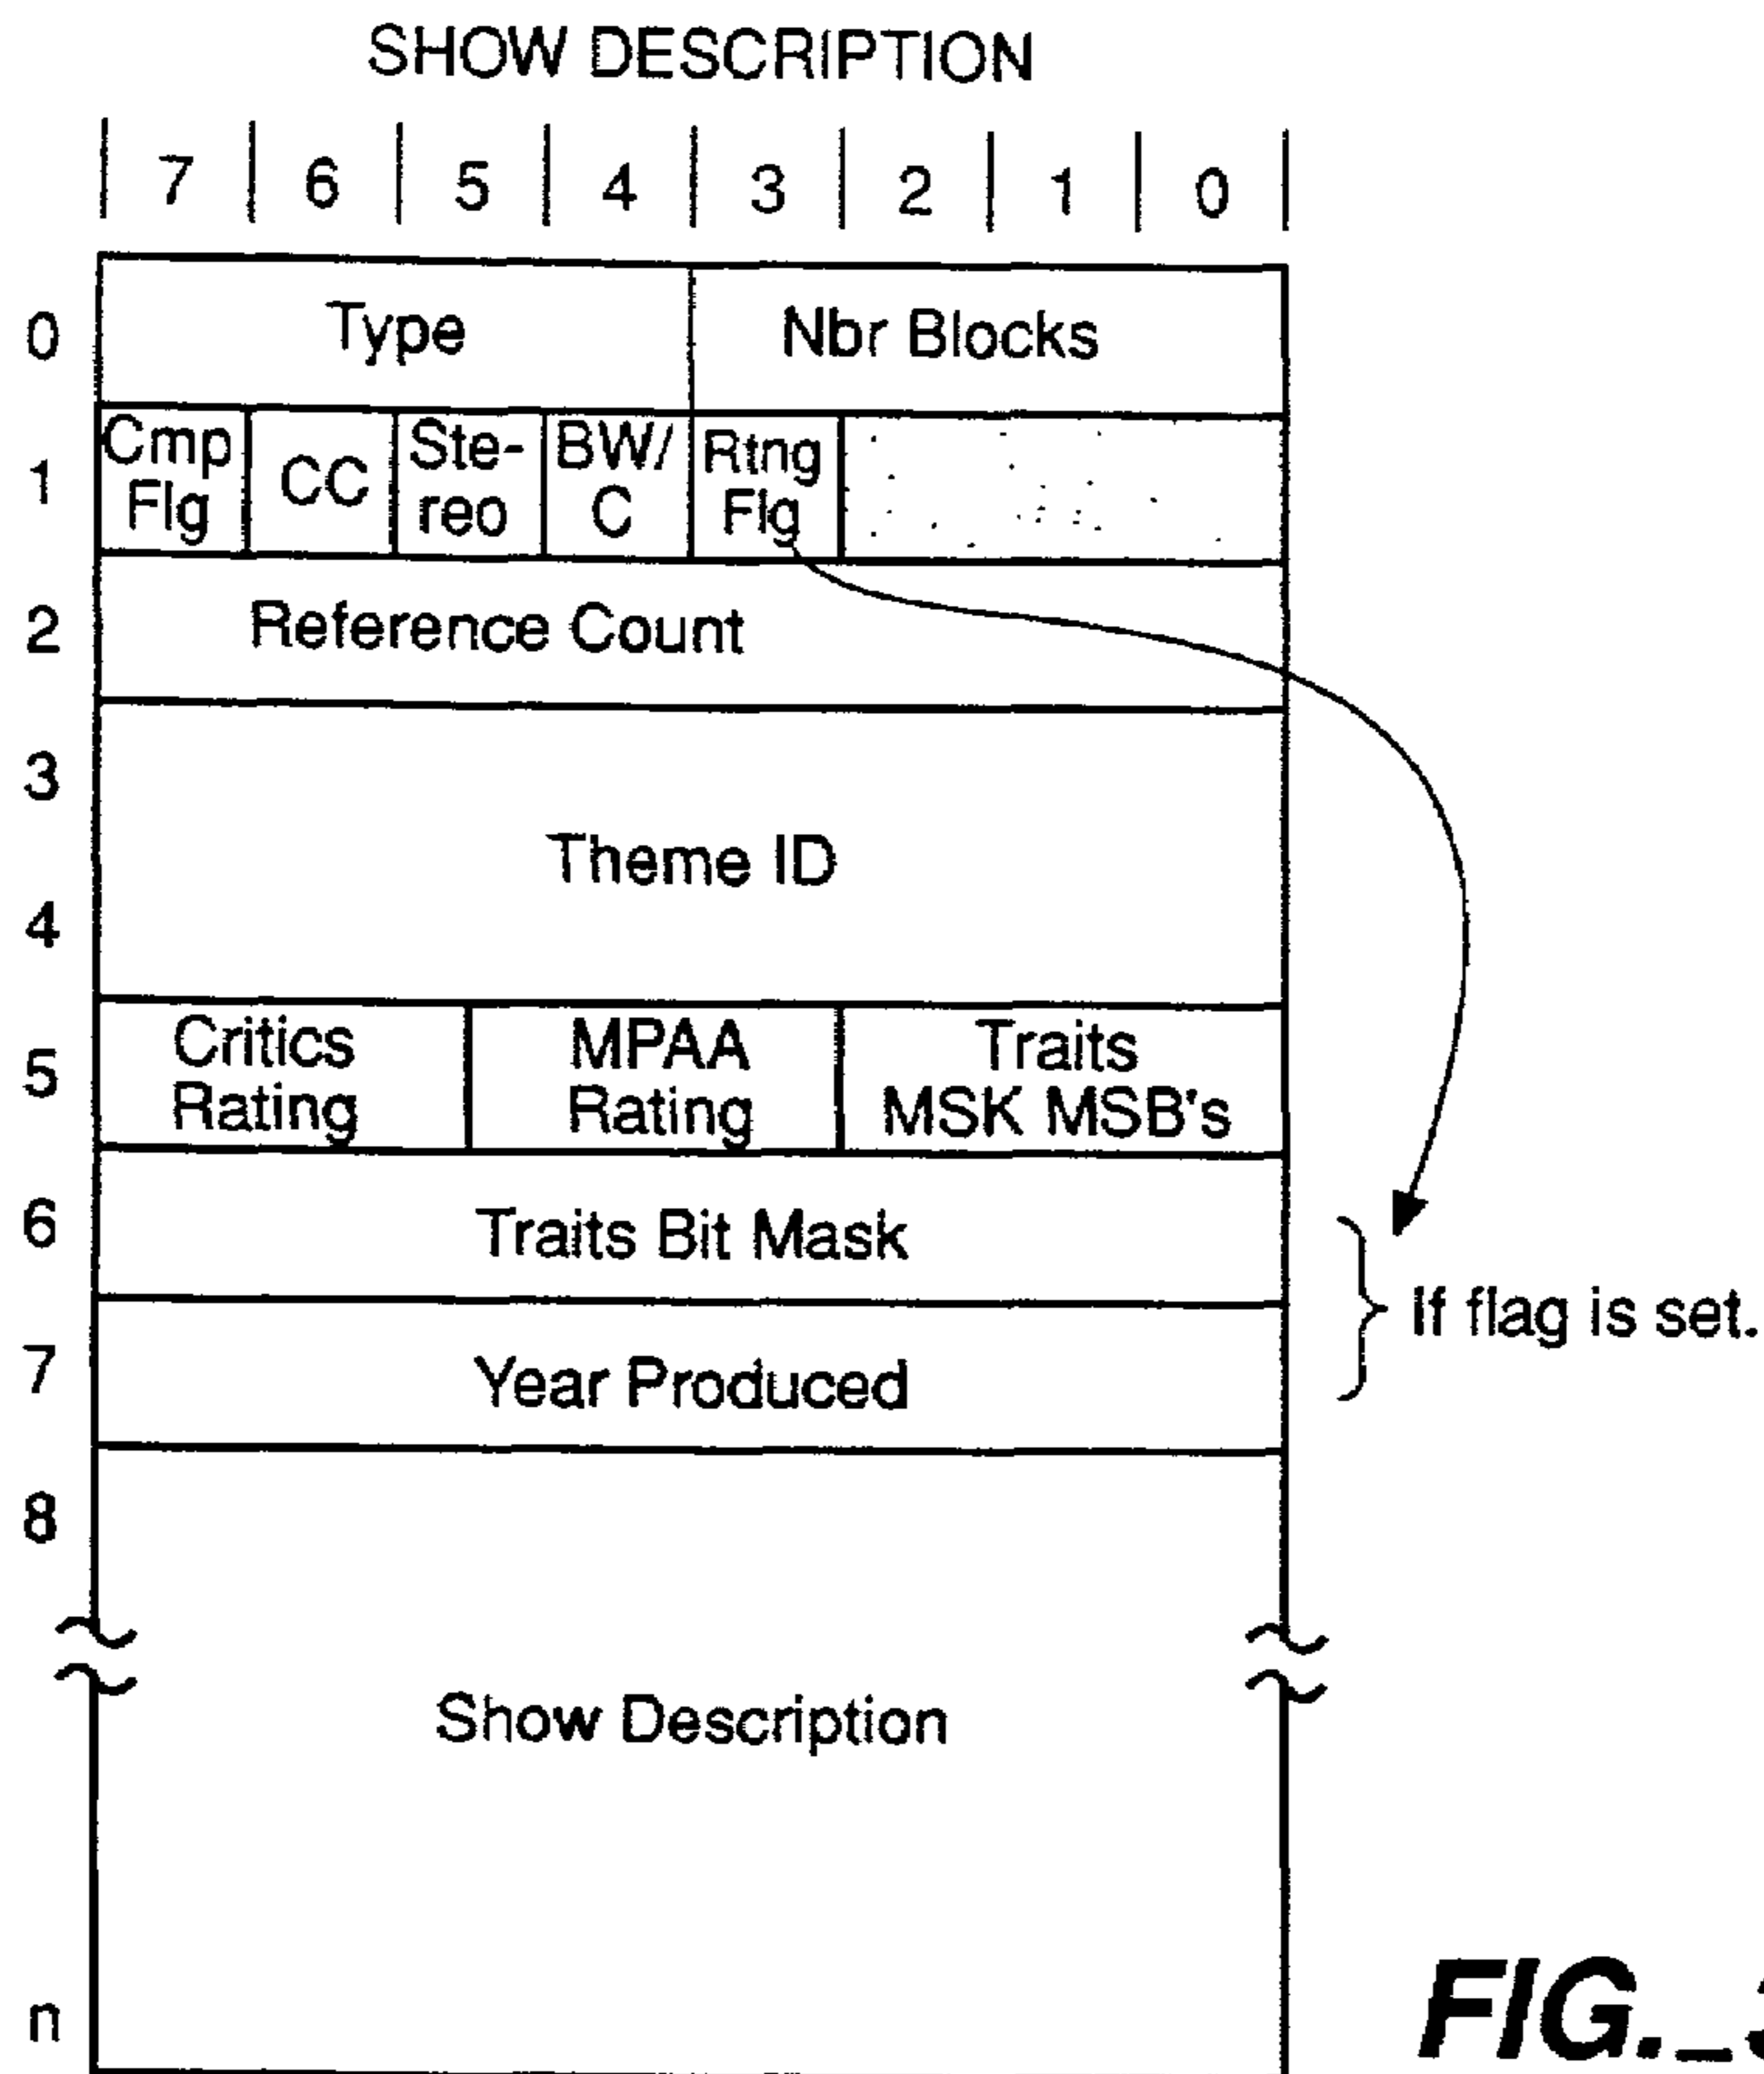 SHOW DESCRIPTION
7 6 5 4 3 2 1 0
0 Type Nbr Blocks
1 Cmp Flg CC Ste-reo BW/C Rtng Flg
2 Reference Count
3
Theme ID
4
5 Critics Rating MPAA Rating Traits MSK MSB's
6 Traits Bit Mask
If flag is set.
7 Year Produced
8
Show Description
n
FIG._